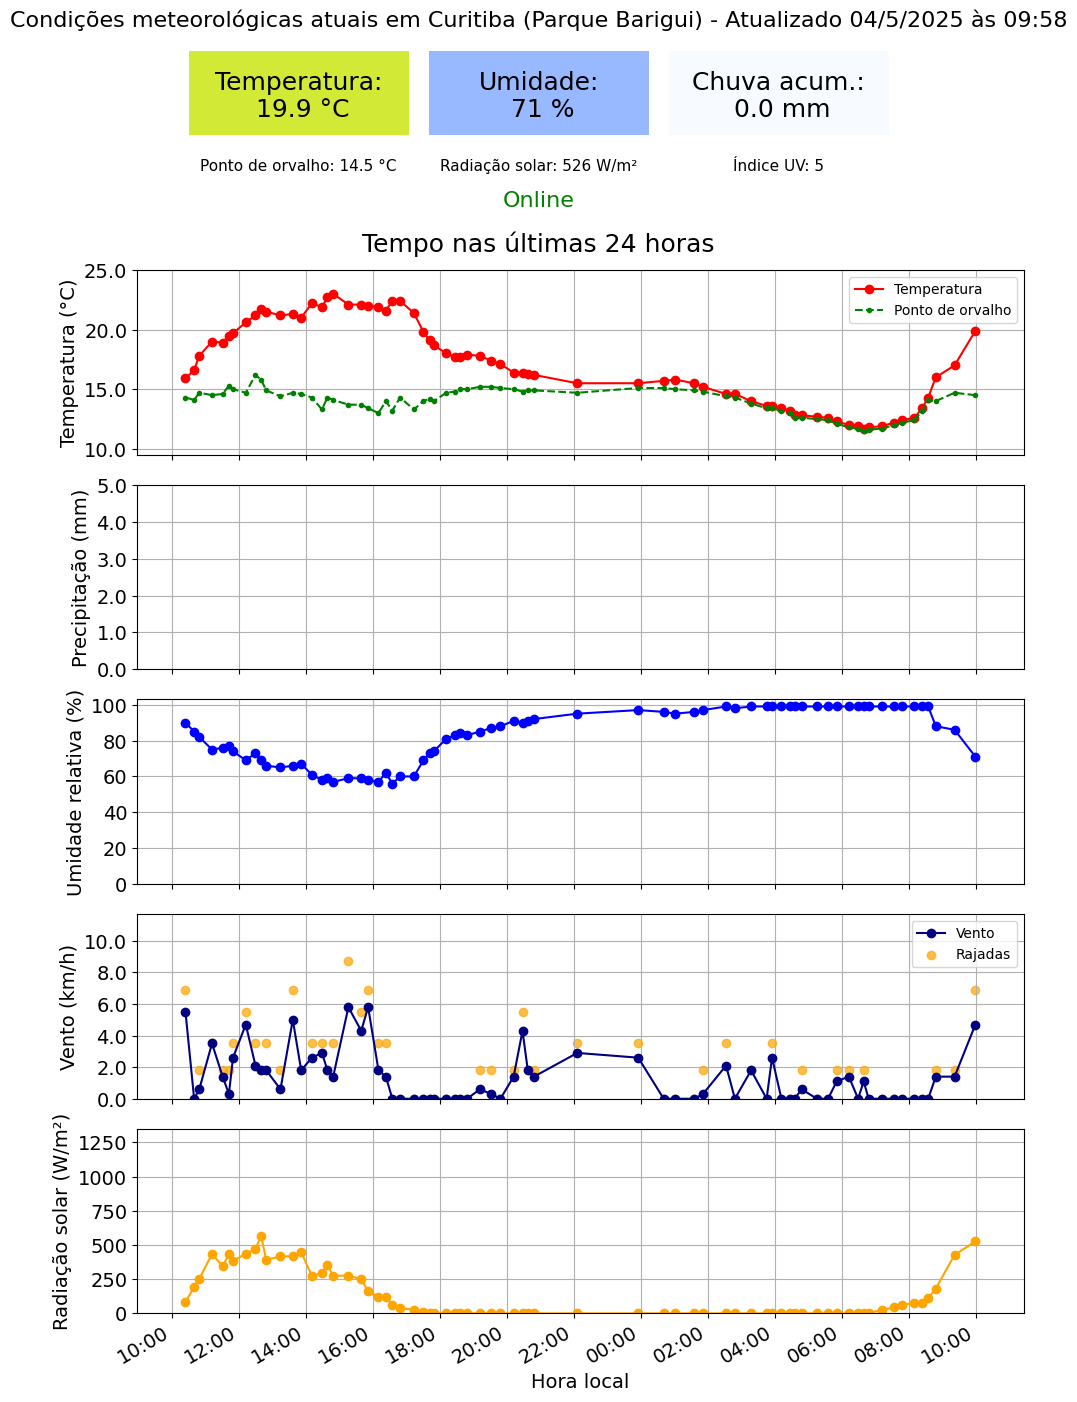 Condições meteorológicas atuais em Curitiba (Parque Barigui) - Atualizado 04/5/2025 às 09:58
Temperatura:
19.9 °C
Umidade:
71 %
Chuva acum.:
0.0 mm
Ponto de orvalho: 14.5 °C
Radiação solar: 526 W/m²
Índice UV: 5
Online
Tempo nas últimas 24 horas
Temperatura (°C)
25.0
20.0
15.0
10.0
Temperatura
Ponto de orvalho
Precipitação (mm)
5.0
4.0
3.0
2.0
1.0
0.0
Umidade relativa (%)
100
80
60
40
20
0
Vento (km/h)
10.0
8.0
6.0
4.0
2.0
0.0
Vento
Rajadas
Radiação solar (W/m²)
1250
1000
750
500
250
0
10:00
12:00
14:00
16:00
18:00
20:00
22:00
00:00
02:00
04:00
06:00
08:00
10:00
Hora local